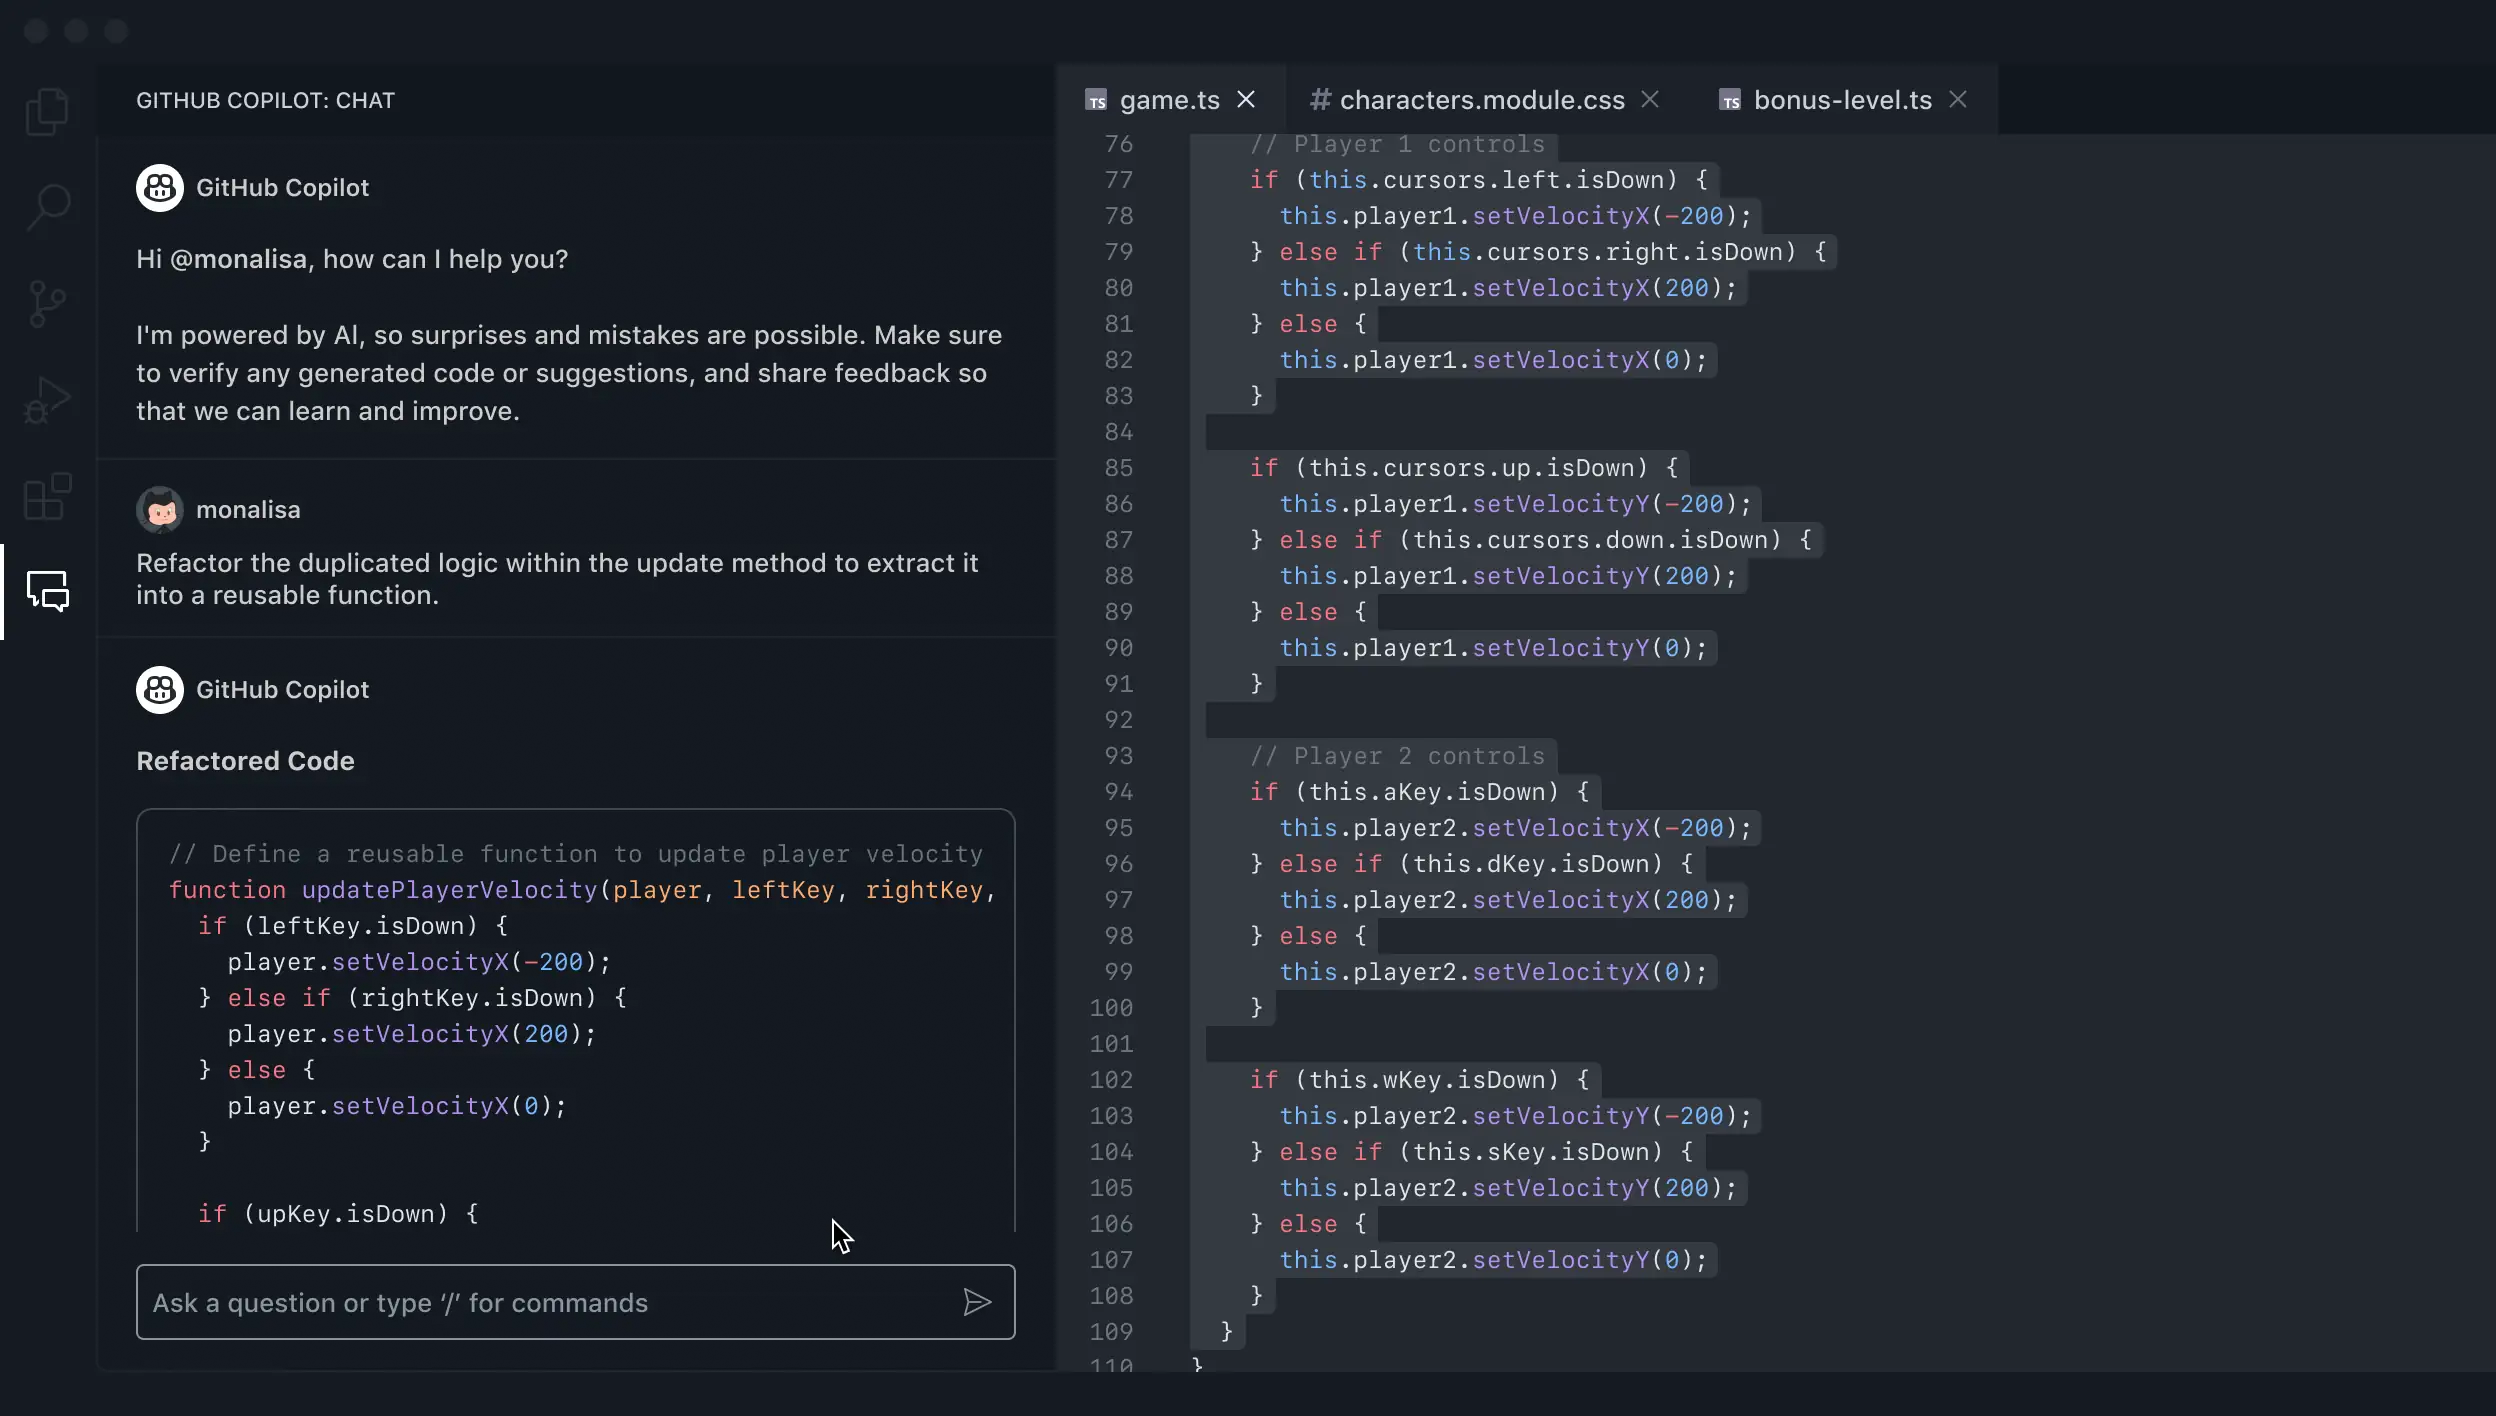 GITHUB COPILOT: CHAT
GitHub Copilot
Hi @monalisa, how can I help you?
I'm powered by AI, so surprises and mistakes are possible. Make sure
to verify any generated code or suggestions, and share feedback so
that we can learn and improve.
monalisa
Refactor the duplicated logic within the update method to extract it
into a reusable function.
GitHub Copilot
Refactored Code
// Define a reusable function to update player velocity
function updatePlayerVelocity(player, leftKey, rightKey,
if (leftKey.isDown) {
player.setVelocityX(-200);
} else if (rightKey.isDown) {
player.setVelocityX(200);
} else {
player.setVelocityX(0);
}
if (upKey.isDown) {
Ask a question or type ‘/’ for commands
TS game.ts
# characters.module.css
TS bonus-level.ts
76 // Player 1 controls
77 if (this.cursors.left.isDown) {
78 this.player1.setVelocityX(-200);
79 } else if (this.cursors.right.isDown) {
80 this.player1.setVelocityX(200);
81 } else {
82 this.player1.setVelocityX(0);
83 }
84
85 if (this.cursors.up.isDown) {
86 this.player1.setVelocityY(-200);
87 } else if (this.cursors.down.isDown) {
88 this.player1.setVelocityY(200);
89 } else {
90 this.player1.setVelocityY(0);
91 }
92
93 // Player 2 controls
94 if (this.aKey.isDown) {
95 this.player2.setVelocityX(-200);
96 } else if (this.dKey.isDown) {
97 this.player2.setVelocityX(200);
98 } else {
99 this.player2.setVelocityX(0);
100 }
101
102 if (this.wKey.isDown) {
103 this.player2.setVelocityY(-200);
104 } else if (this.sKey.isDown) {
105 this.player2.setVelocityY(200);
106 } else {
107 this.player2.setVelocityY(0);
108 }
109 }
110 }